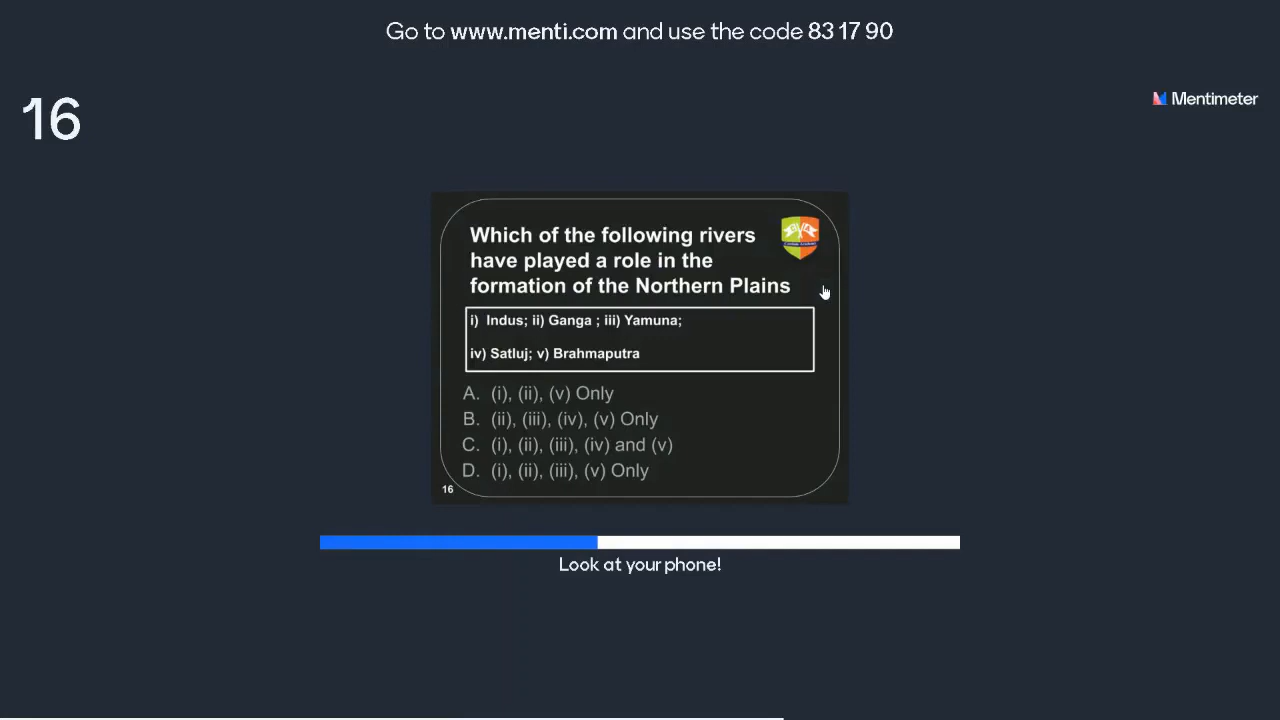 Go to www.menti.com and use the code 83 17 90
16
Mentimeter
Which of the following rivers
have played a role in the
formation of the Northern Plains
i) Indus; ii) Ganga ; iii) Yamuna;
iv) Satluj; v) Brahmaputra
A. (i), (ii), (v) Only
B. (ii), (iii), (iv), (v) Only
C. (i), (ii), (iii), (iv) and (v)
D. (i), (ii), (iii), (v) Only
16
Look at your phone!